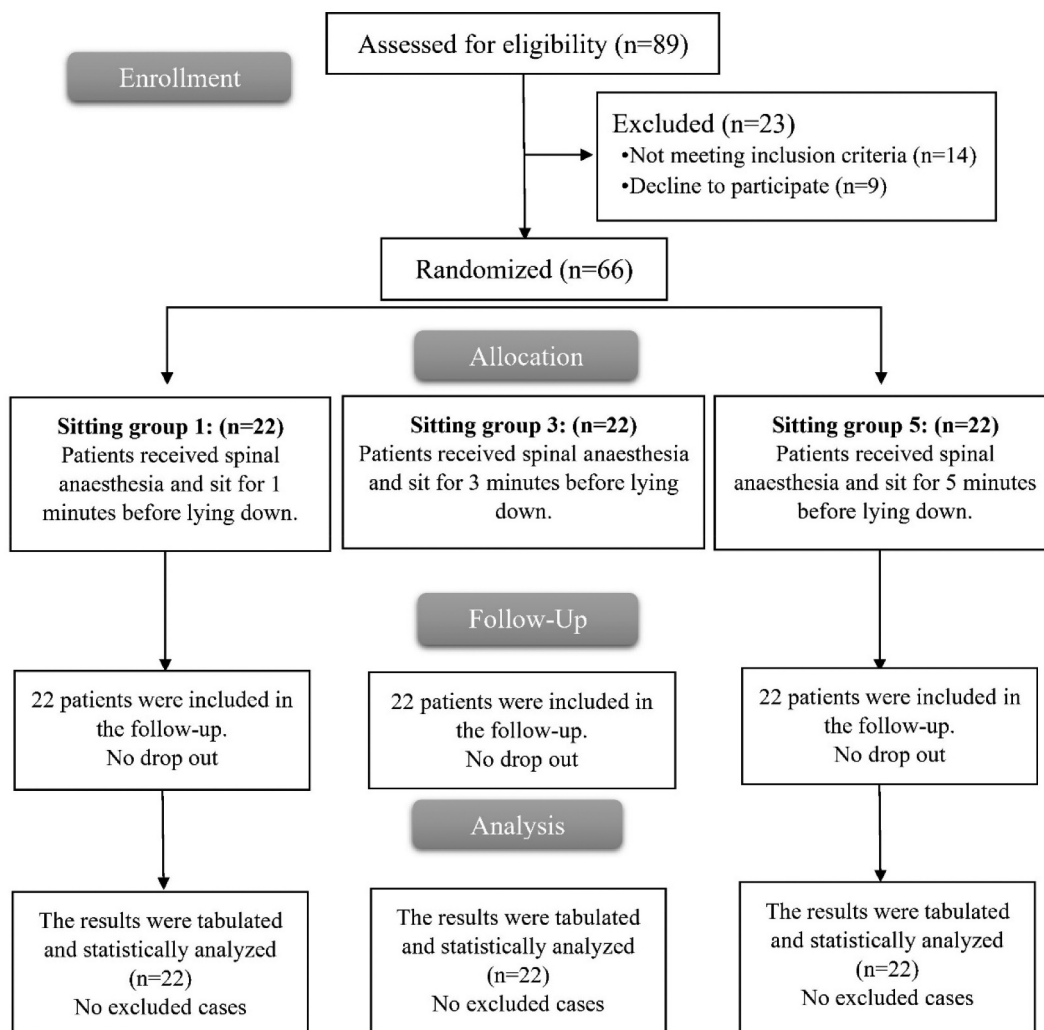 Assessed for eligibility (n=89)
Enrollment
Excluded (n=23)
•Not meeting inclusion criteria (n=14)
•Decline to participate (n=9)
Randomized (n=66)
Allocation
Sitting group 1: (n=22)
Patients received spinal
anaesthesia and sit for 1
minutes before lying down.
Sitting group 3: (n=22)
Patients received spinal anaesthesia
and sit for 3 minutes before lying
down.
Sitting group 5: (n=22)
Patients received spinal
anaesthesia and sit for 5 minutes
before lying down.
Follow-Up
22 patients were included in
the follow-up.
No drop out
22 patients were included in
the follow-up.
No drop out
22 patients were included in
the follow-up.
No drop out
Analysis
The results were tabulated
and statistically analyzed
(n=22)
No excluded cases
The results were tabulated
and statistically analyzed
(n=22)
No excluded cases
The results were tabulated
and statistically analyzed
(n=22)
No excluded cases